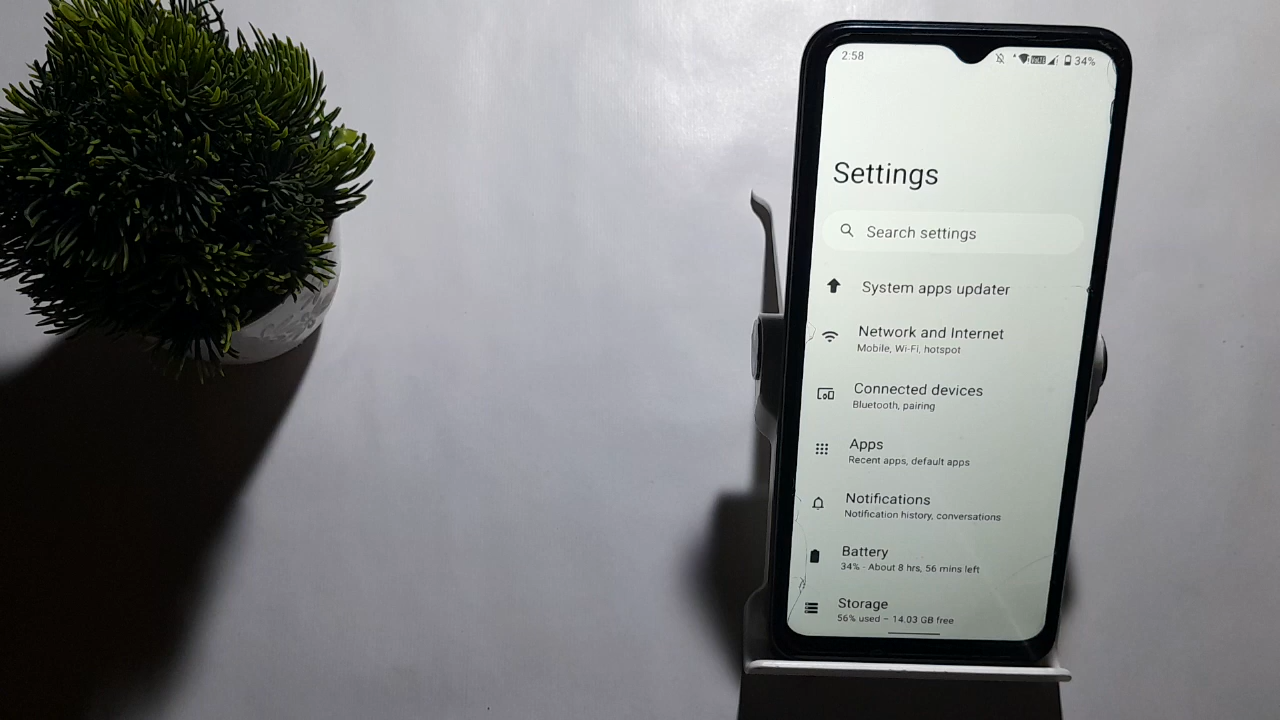 2:58
34%
Settings
Search settings
System apps updater
Network and Internet
Mobile, Wi-Fi, hotspot
Connected devices
Bluetooth, pairing
Apps
Recent apps, default apps
Notifications
Notification history, conversations
Battery
34% - About 8 hrs, 56 mins left
Storage
56% used – 14.03 GB free